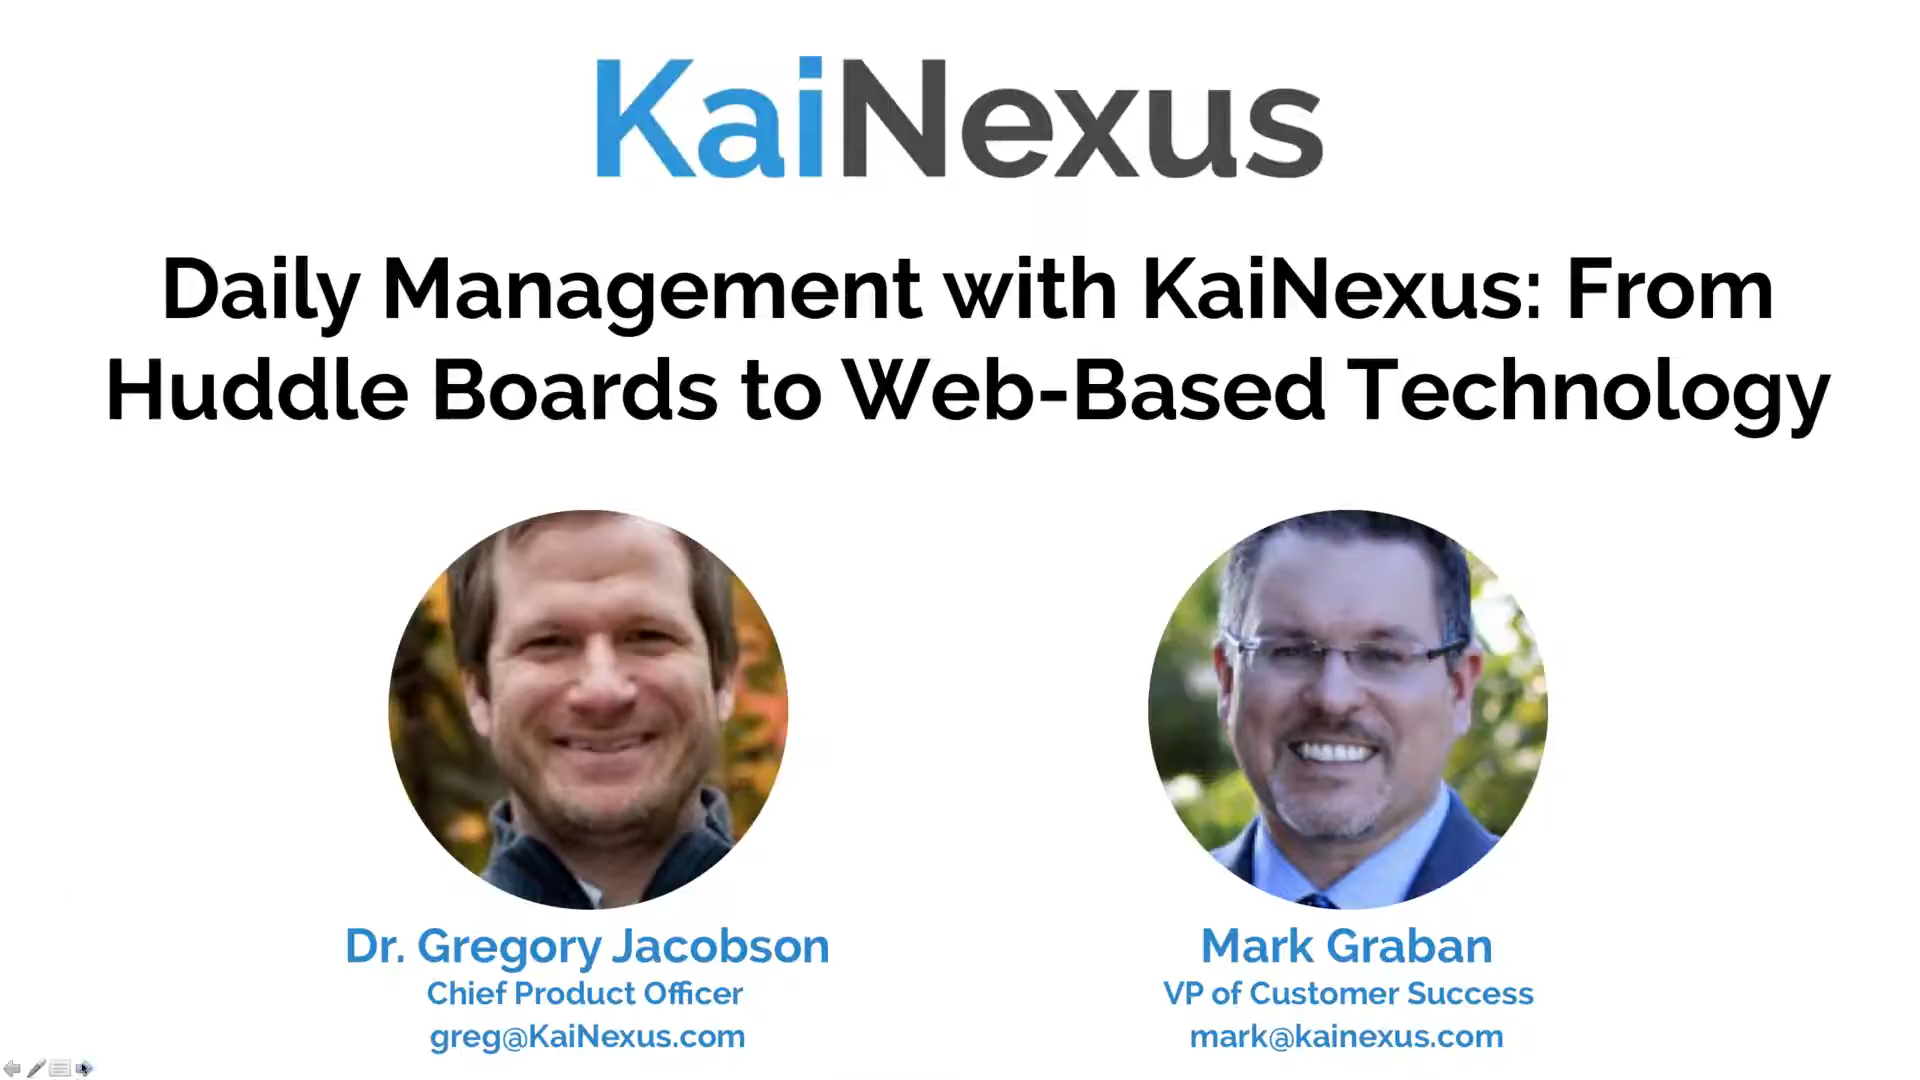 KaiNexus
Daily Management with KaiNexus: From
Huddle Boards to Web-Based Technology
Dr. Gregory Jacobson
Chief Product Officer
greg@KaiNexus.com
Mark Graban
VP of Customer Success
mark@kainexus.com